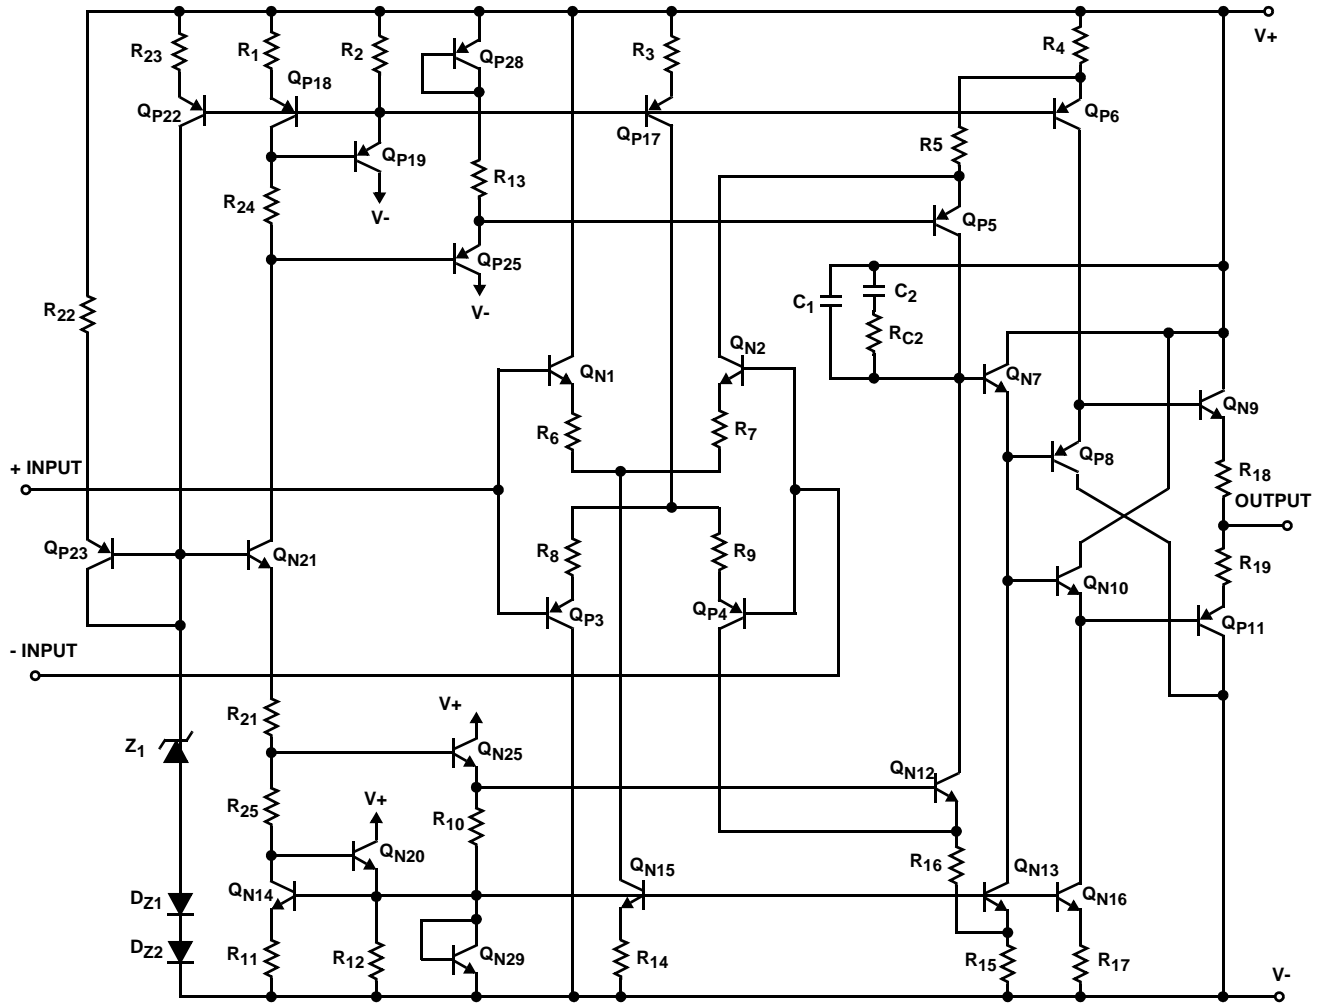 V+
R23
R1
R2
R3
R4
QP28
QP18
QP22
QP17
QP6
QP19
R5
R13
R24
V-
QP5
QP25
V-
C2
C1
R22
RC2
QN2
QN1
QN7
QN9
R6
R7
QP8
+ INPUT
R18
OUTPUT
QP23
QN21
R8
R9
R19
QN10
QP3
QP4
QP11
- INPUT
V+
R21
Z1
QN25
QN12
V+
R25
R10
QN20
R16
QN15
QN13
QN14
QN16
DZ1
DZ2
R11
R12
QN29
R14
R15
R17
V-